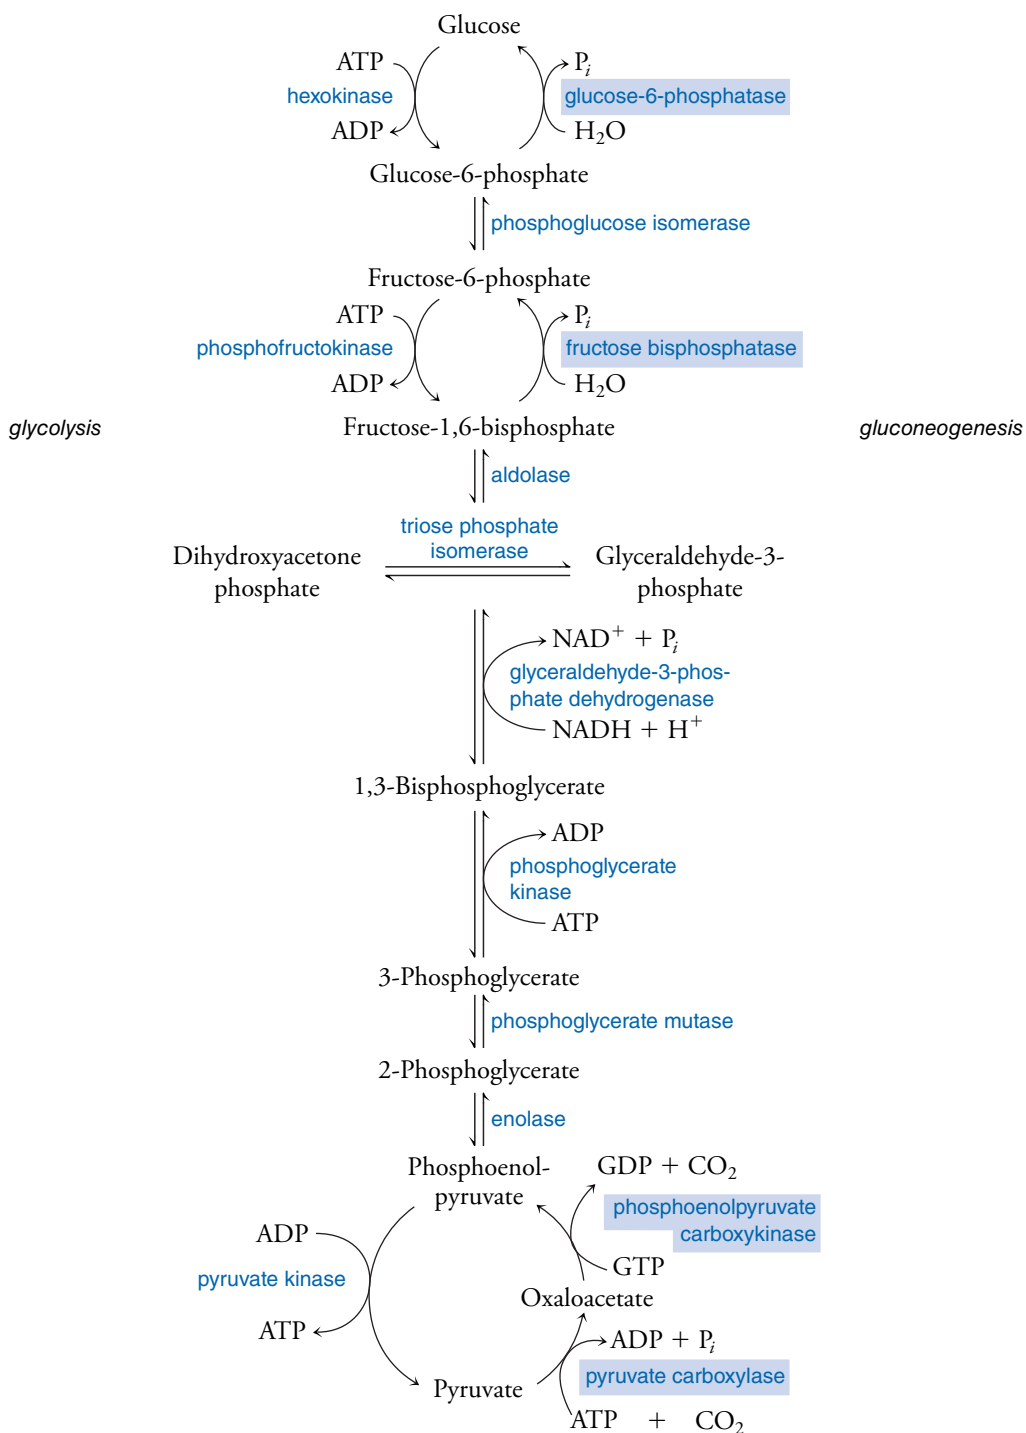 Glucose
ATP
P_i
hexokinase
glucose-6-phosphatase
ADP
H₂O
Glucose-6-phosphate
phosphoglucose isomerase
Fructose-6-phosphate
ATP
P_i
phosphofructokinase
fructose bisphosphatase
ADP
H₂O
glycolysis
Fructose-1,6-bisphosphate
gluconeogenesis
aldolase
triose phosphate
isomerase
Dihydroxyacetone
phosphate
Glyceraldehyde-3-
phosphate
NAD⁺ + P_i
glyceraldehyde-3-phos-
phate dehydrogenase
NADH + H⁺
1,3-Bisphosphoglycerate
ADP
phosphoglycerate
kinase
ATP
3-Phosphoglycerate
phosphoglycerate mutase
2-Phosphoglycerate
enolase
Phosphoenol-
pyruvate
GDP + CO₂
phosphoenolpyruvate
carboxykinase
ADP
GTP
pyruvate kinase
Oxaloacetate
ATP
ADP + P_i
pyruvate carboxylase
Pyruvate
ATP + CO₂